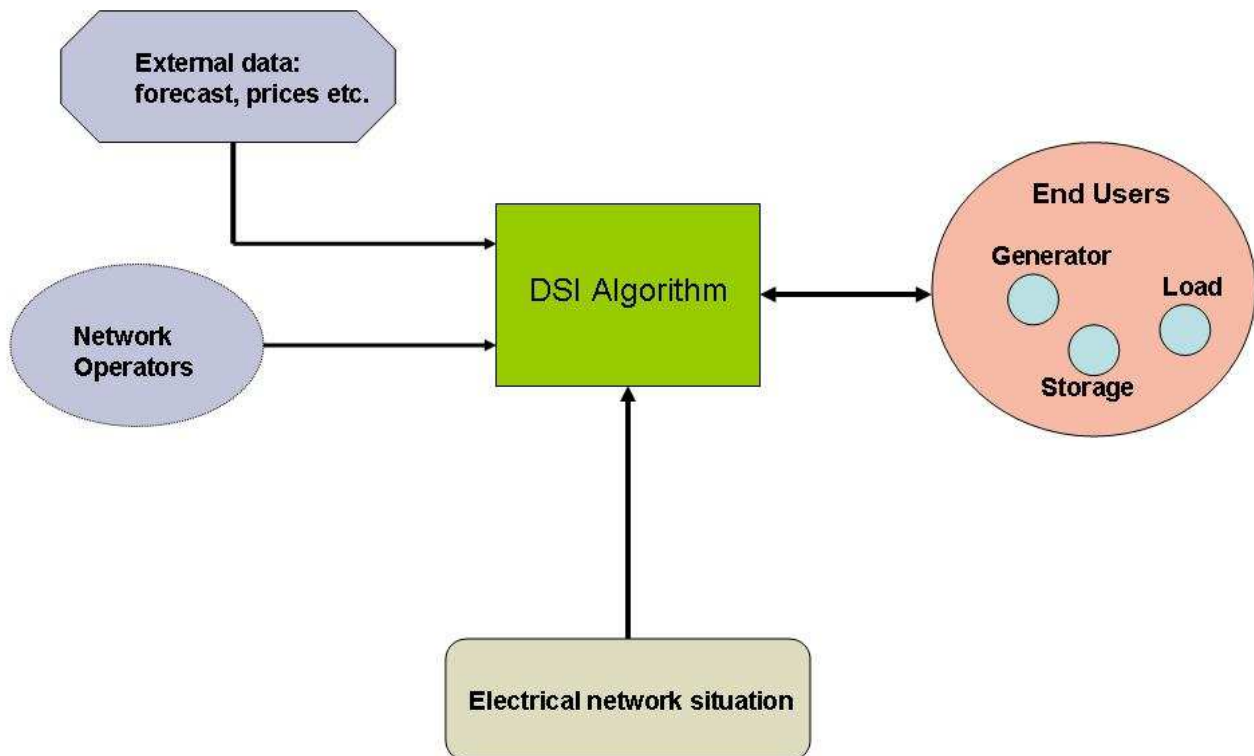 External data:
forecast, prices etc.
End Users
Generator
Load
DSI Algorithm
Network
Operators
Storage
Electrical network situation